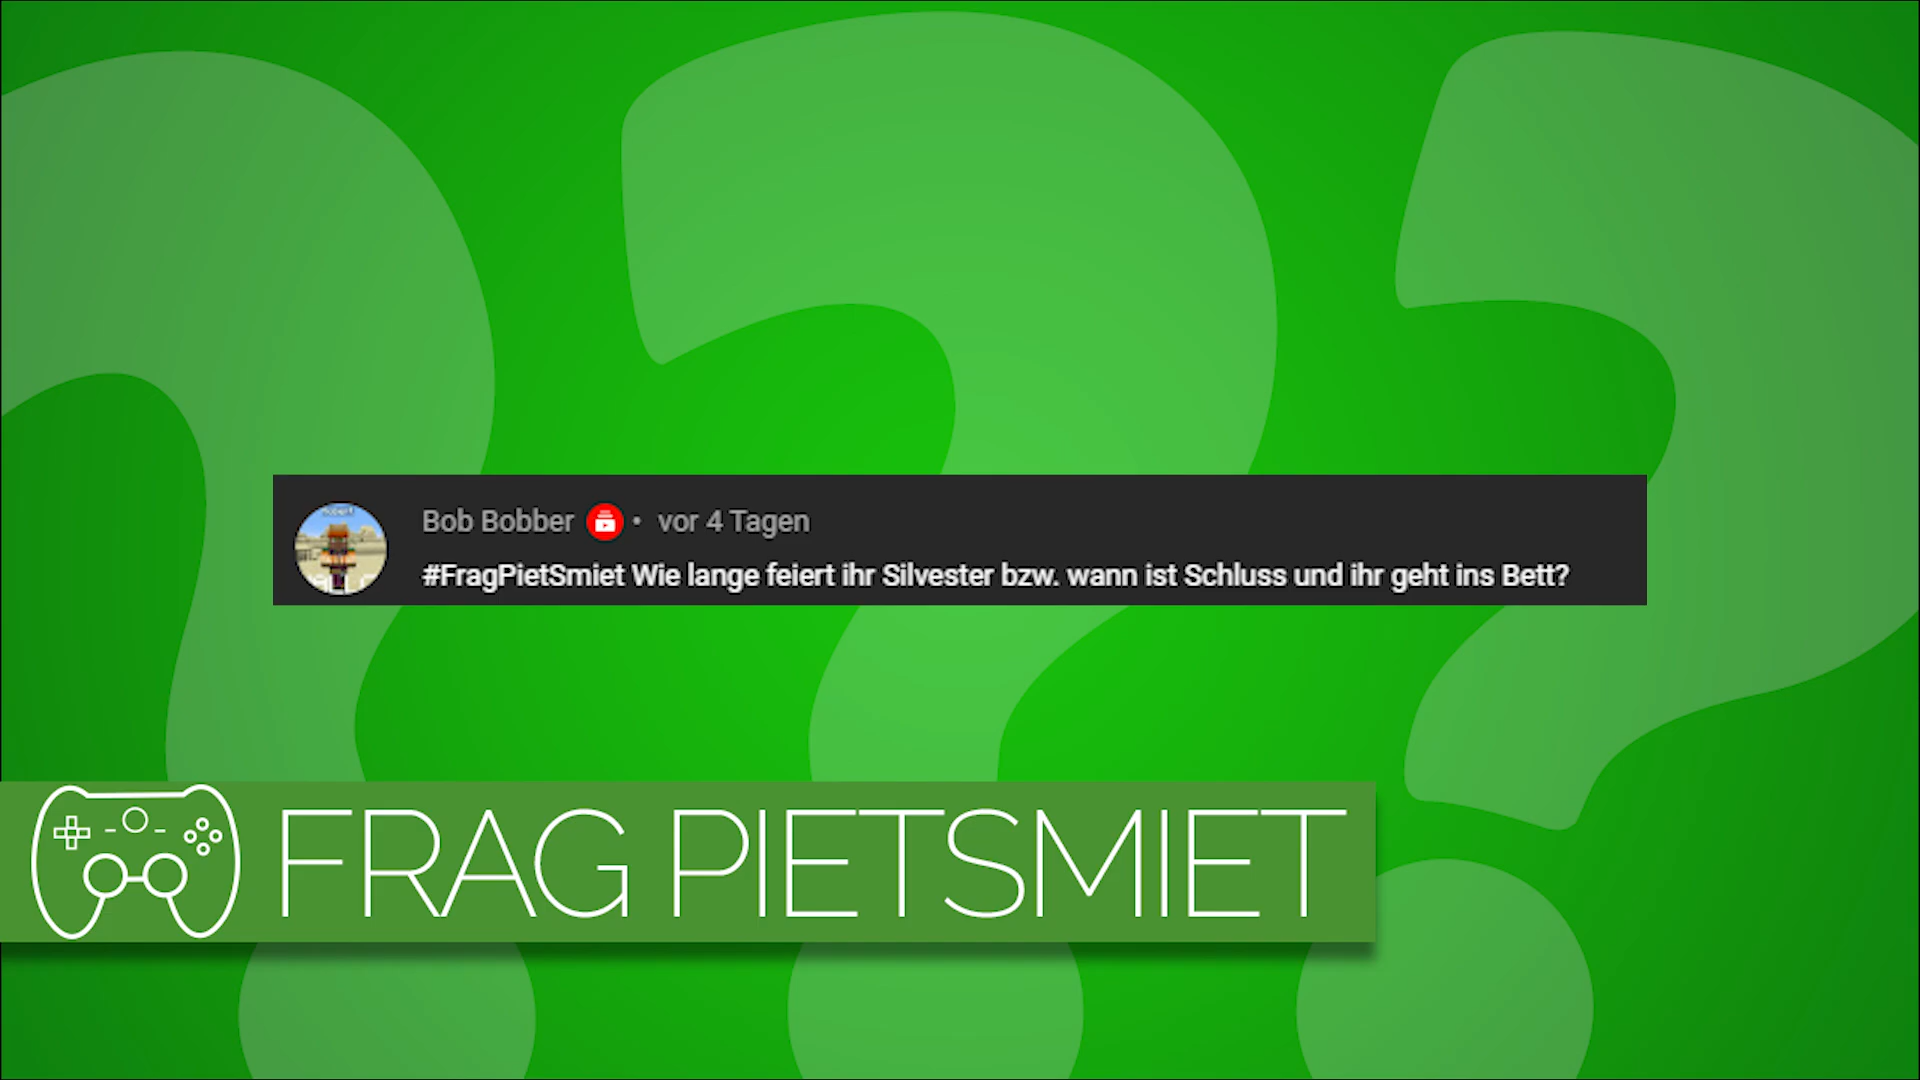 Bob Bobber • vor 4 Tagen
#FragPietSmiet Wie lange feiert ihr Silvester bzw. wann ist Schluss und ihr geht ins Bett?
FRAG PIETSMIET